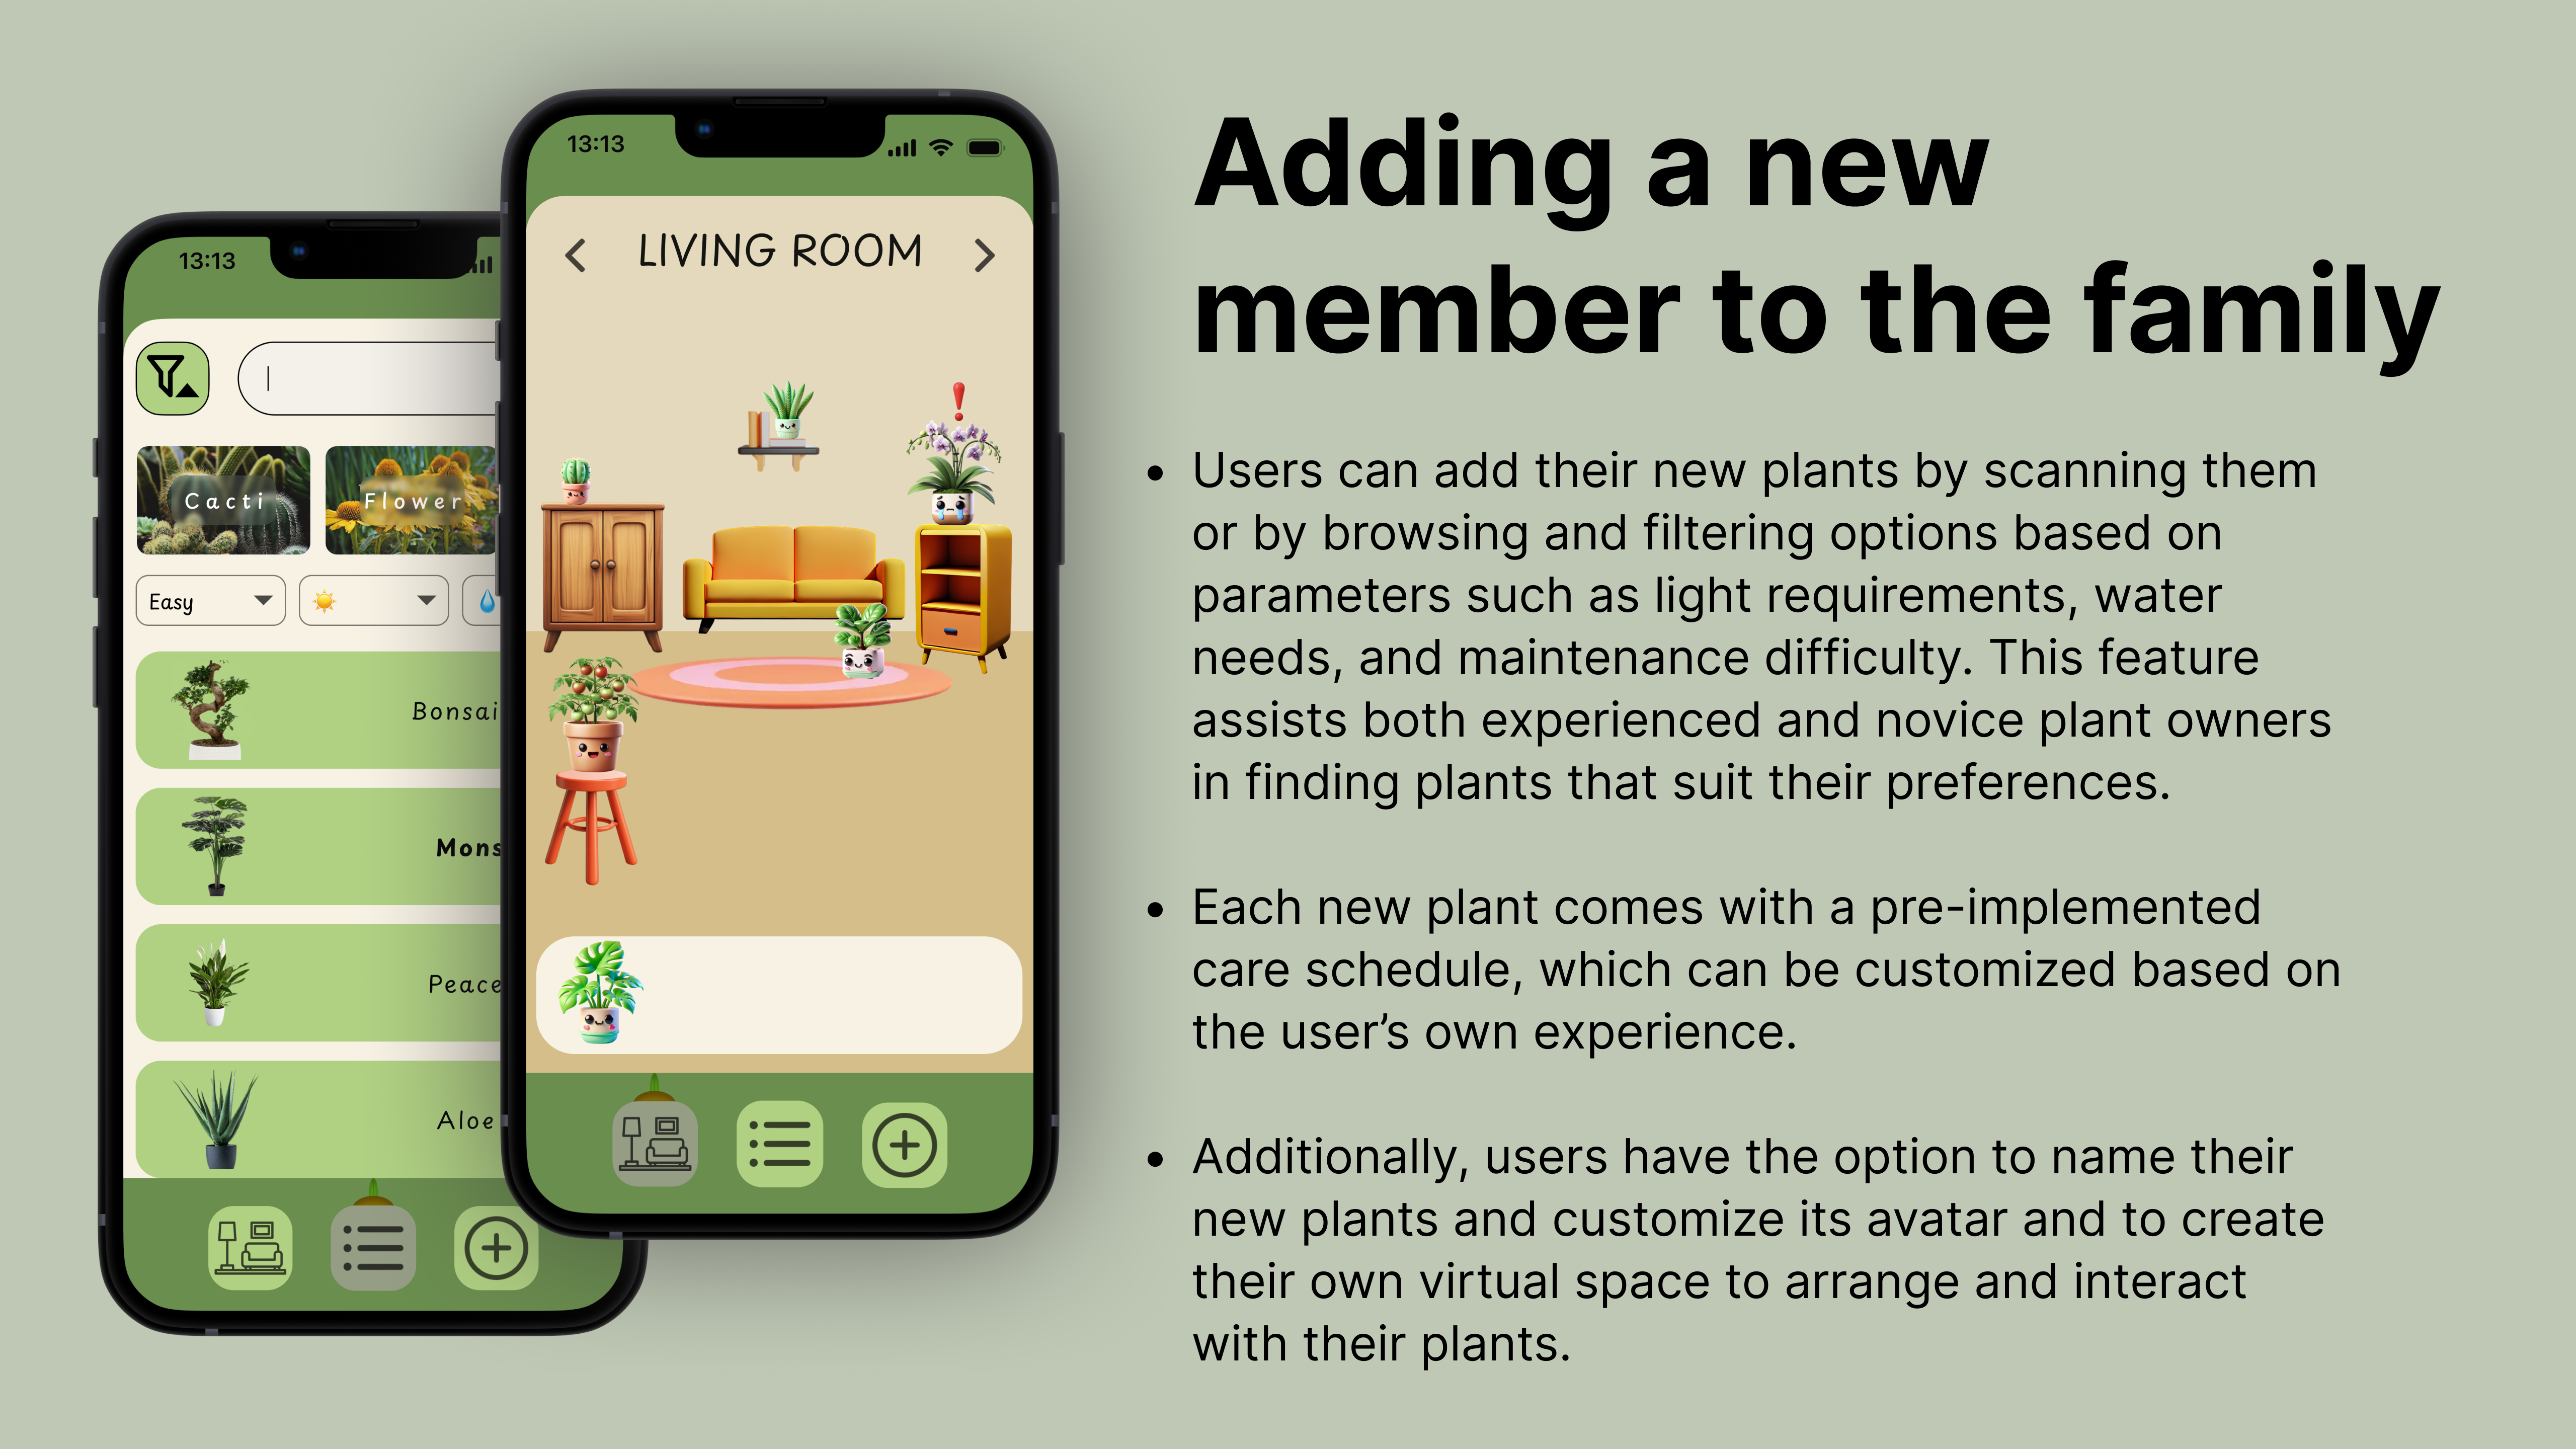 13:13
Cacti
Flower
Easy
Bonsai
Mons
Peace
Aloe
13:13
LIVING ROOM
Adding a new
member to the family
• Users can add their new plants by scanning them
or by browsing and filtering options based on
parameters such as light requirements, water
needs, and maintenance difficulty. This feature
assists both experienced and novice plant owners
in finding plants that suit their preferences.
• Each new plant comes with a pre-implemented
care schedule, which can be customized based on
the user’s own experience.
• Additionally, users have the option to name their
new plants and customize its avatar and to create
their own virtual space to arrange and interact
with their plants.